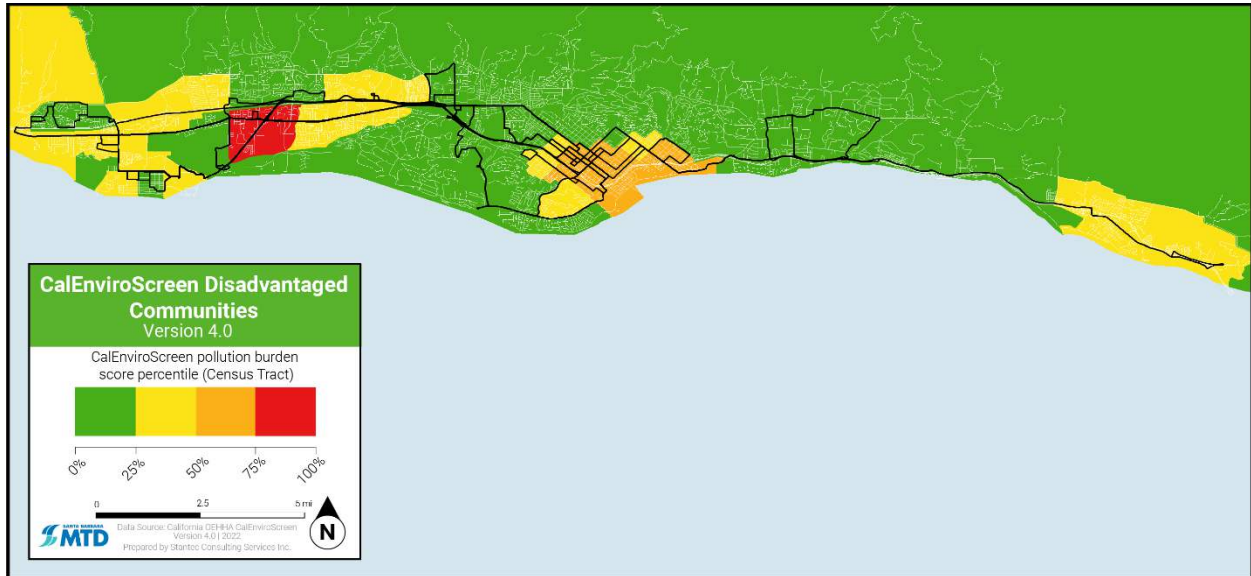 CalEnviroScreen Disadvantaged
Communities
Version 4.0
CalEnviroScreen pollution burden
score percentile (Census Tract)
0%
25%
50%
75%
100%
0
2.5
5 mi
SANTA BARBARA
MTD
Data Source: California OEHHA CalEnviroScreen
Version 4.0 | 2022
Prepared by Stantec Consulting Services Inc.
N